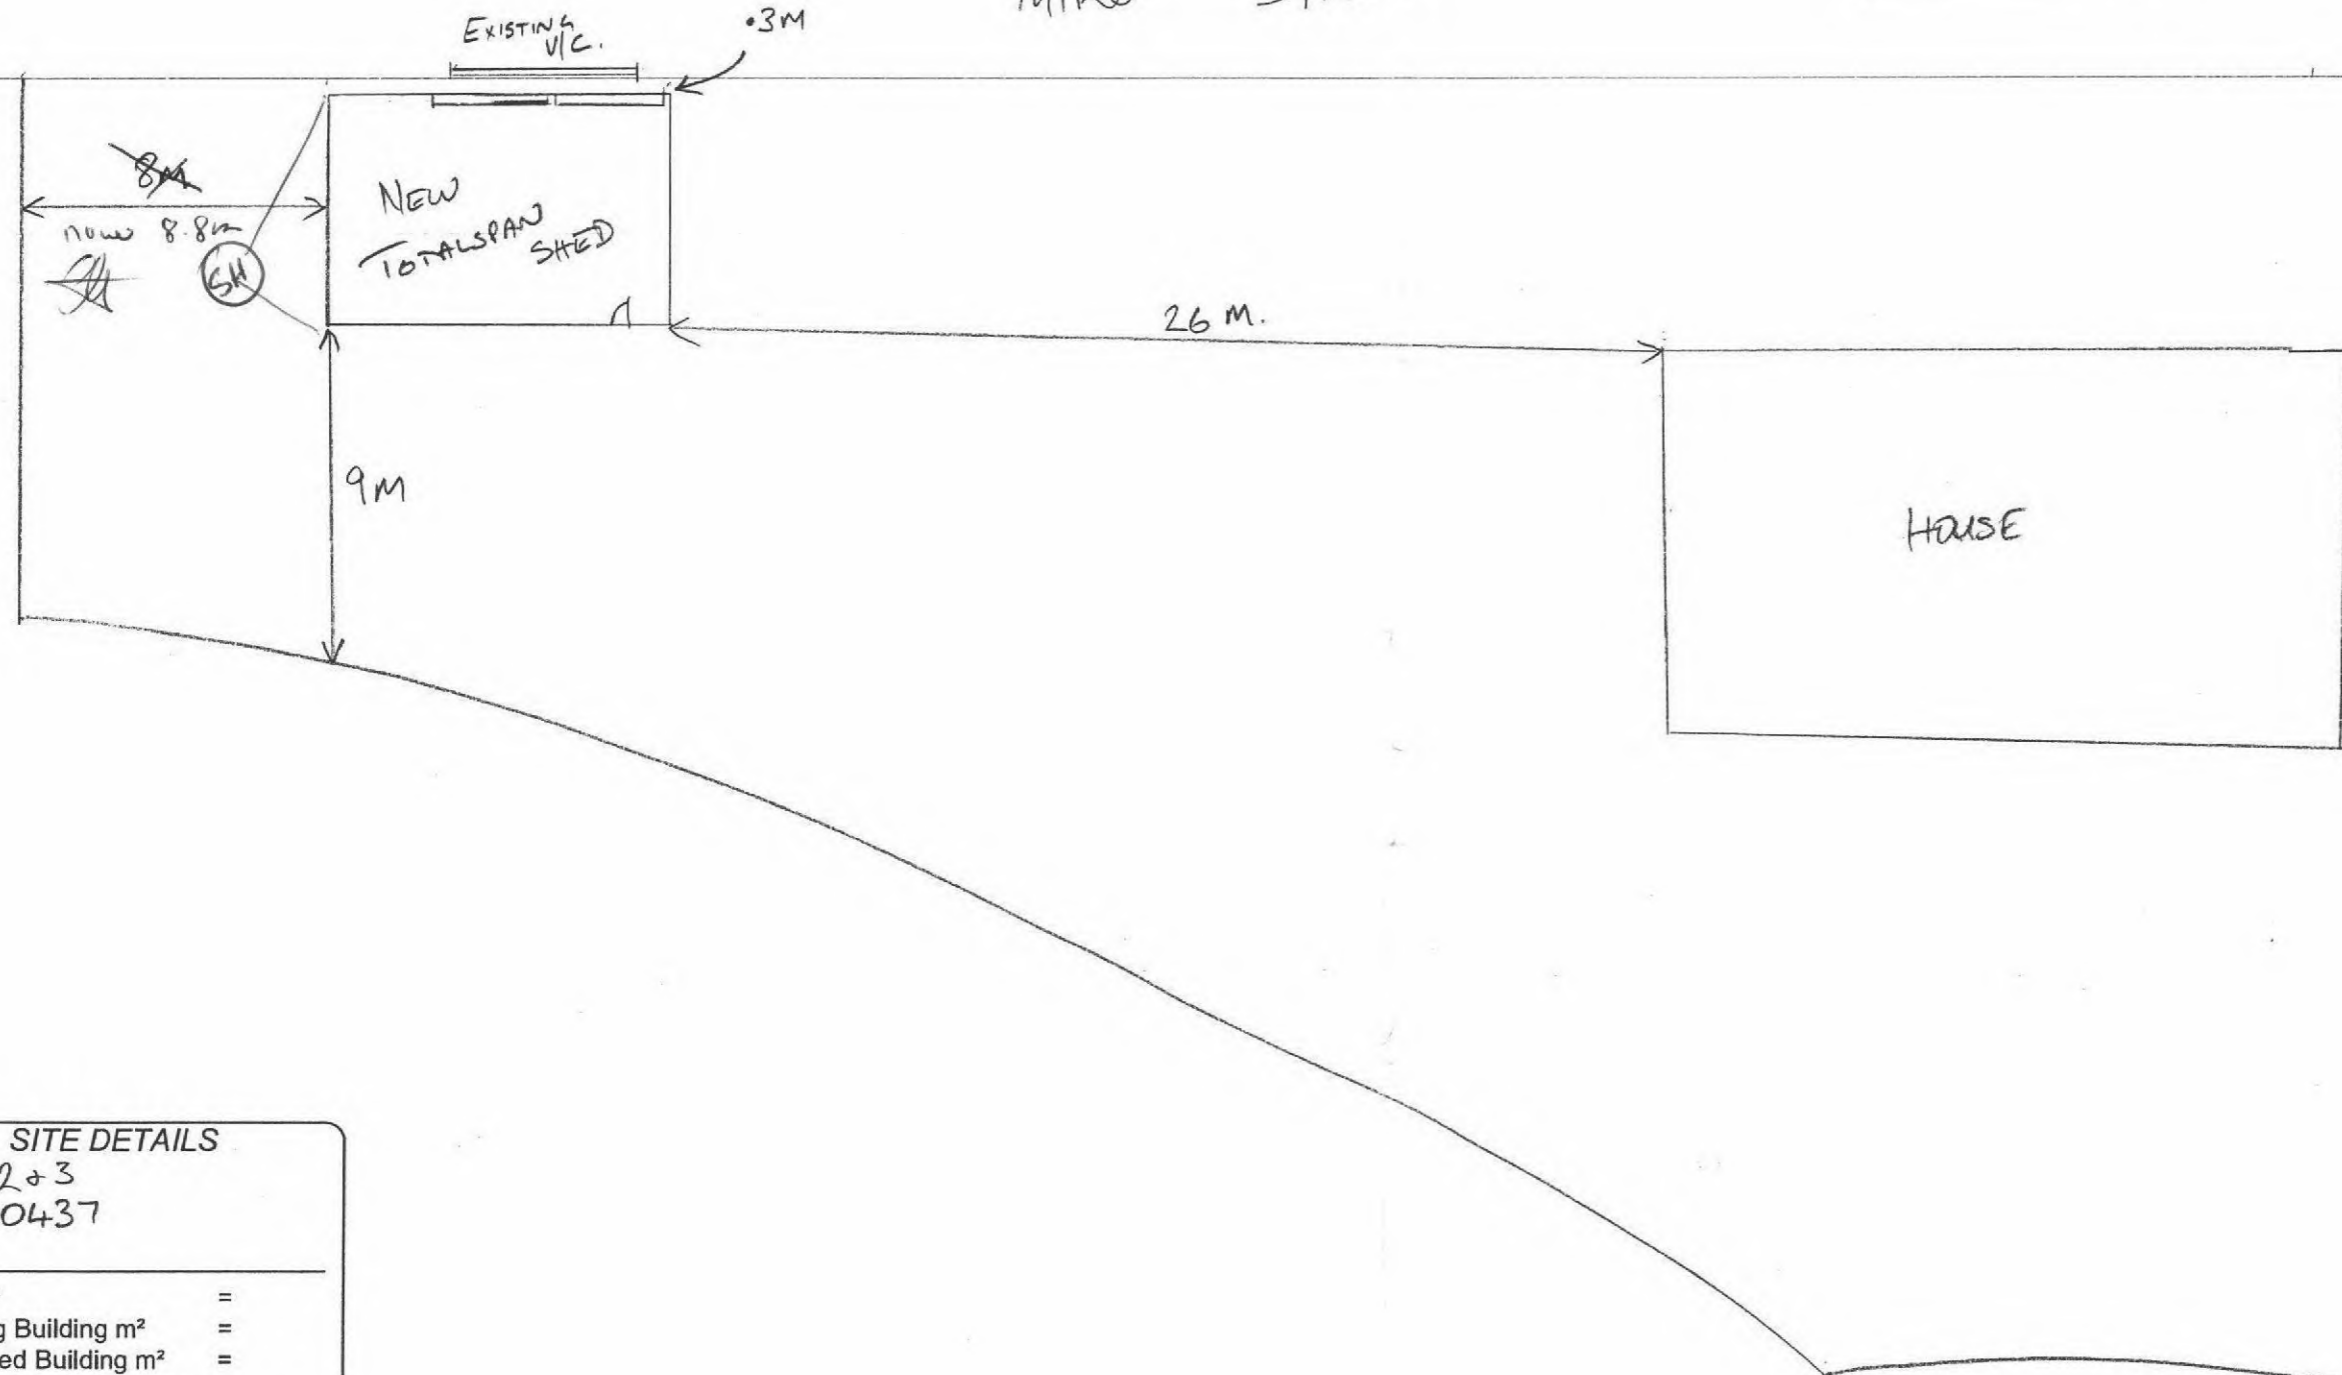 EXISTING
V/C.
.3M
8M
now 8.8m
SH
NEW
TOTALSPAN
SHED
26 M.
9M
HOUSE
SITE DETAILS
2 & 3
0437
=
g Building m² =
ed Building m² =